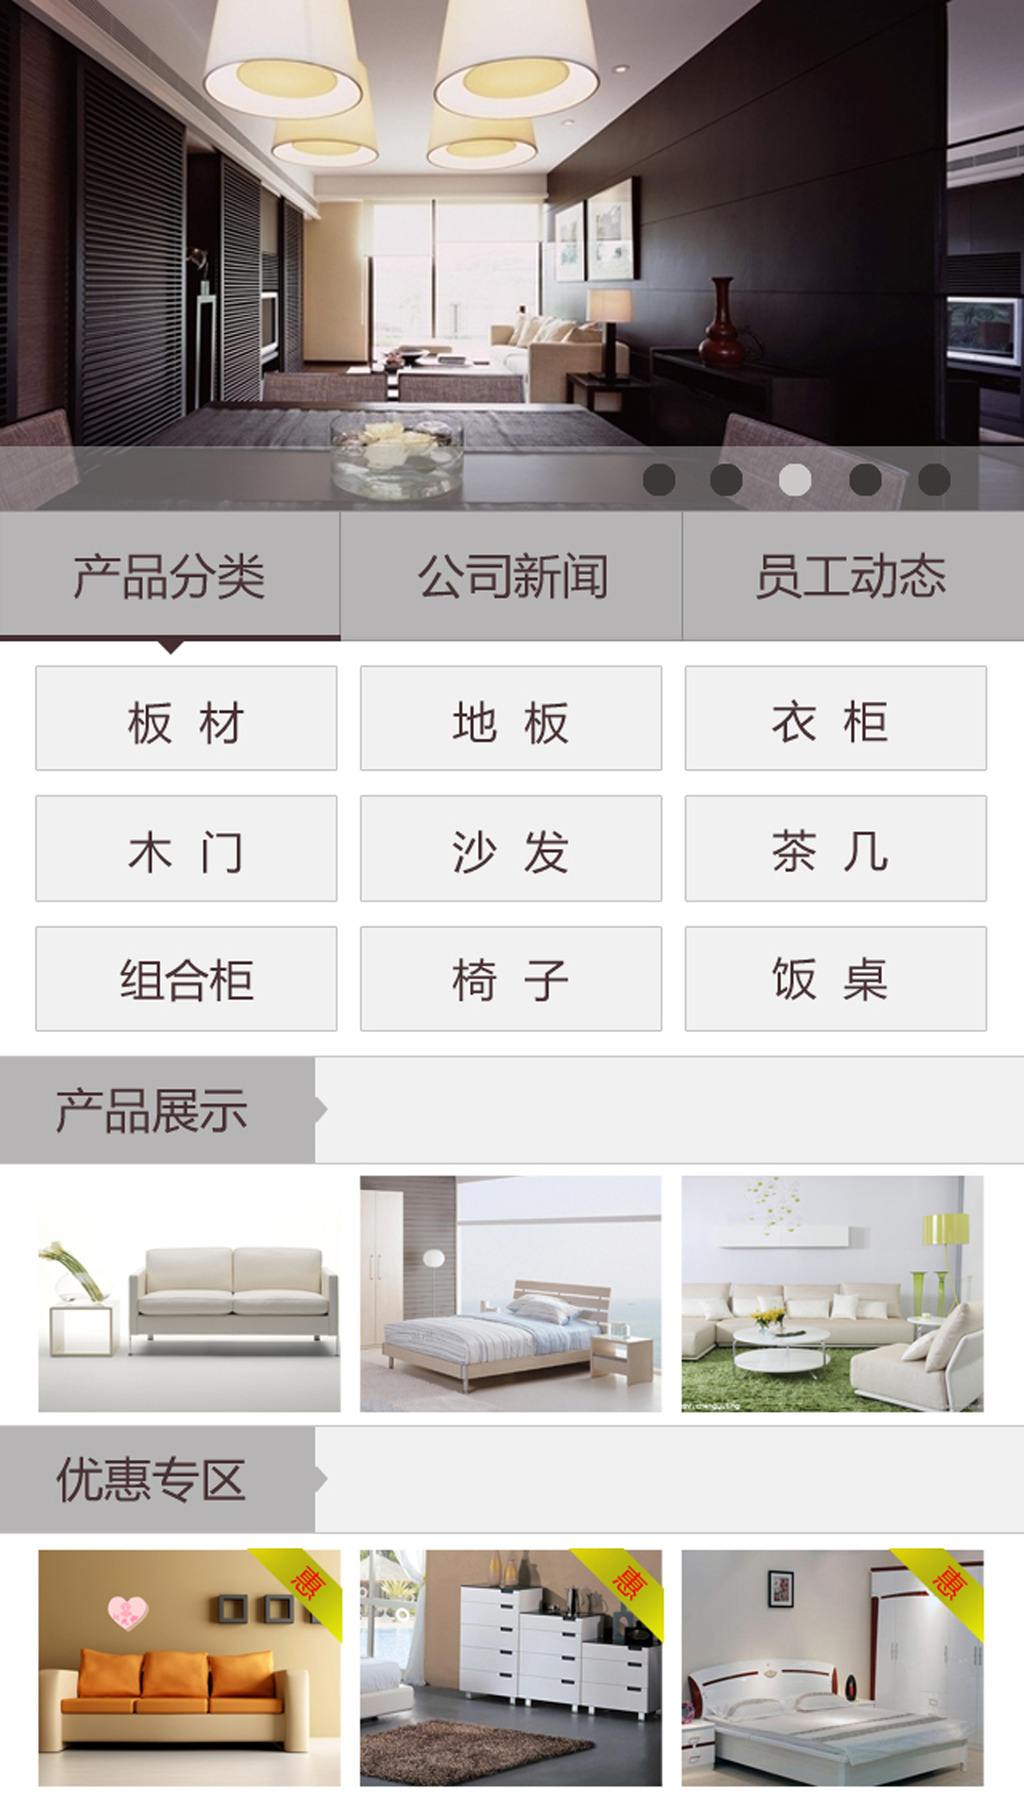 产品分类 公司新闻 员工动态
板 材 地 板 衣 柜
木 门 沙 发 茶 几
组合柜 椅 子 饭 桌
产品展示
优惠专区
惠 惠 惠